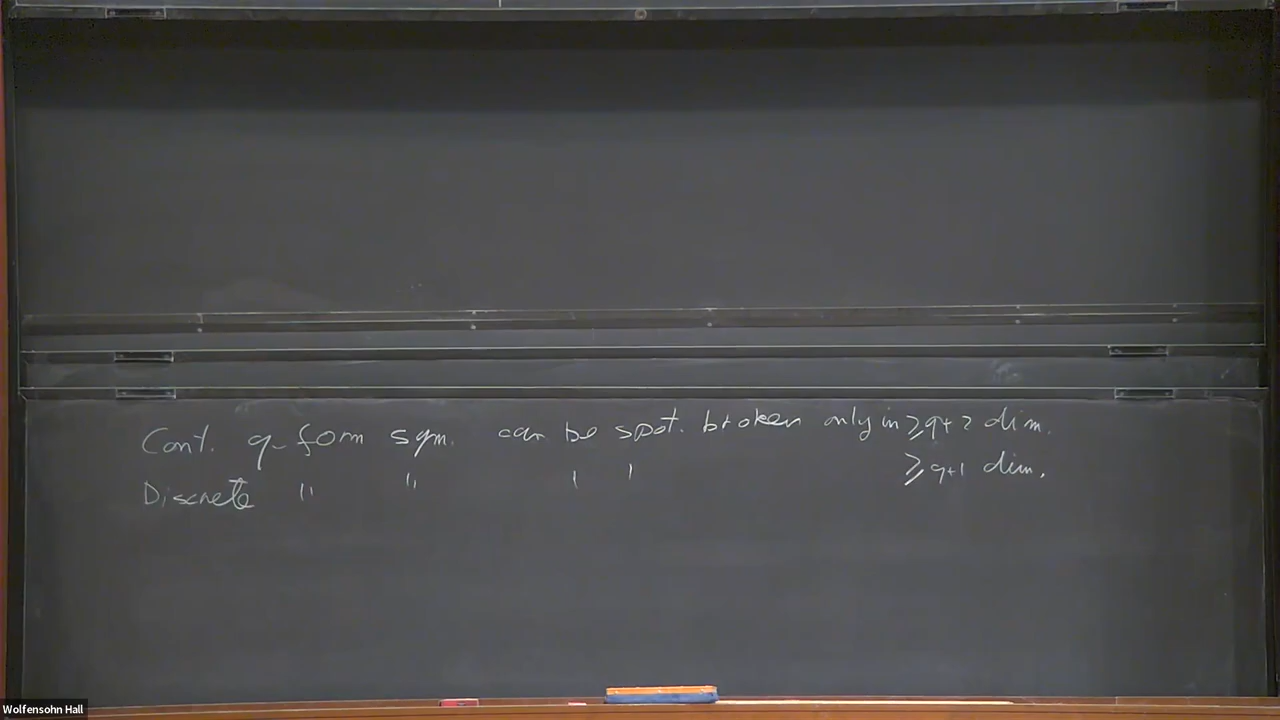 Cont. q-form sym. can be spot. broken only in ≥ q+2 dim.
Discrete " " " " ≥ q+1 dim.
Wolfensohn Hall